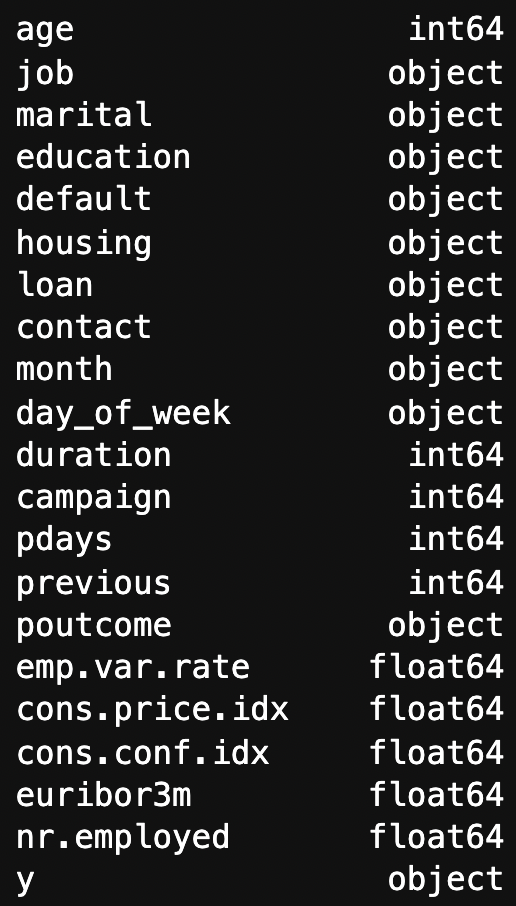 age int64
job object
marital object
education object
default object
housing object
loan object
contact object
month object
day_of_week object
duration int64
campaign int64
pdays int64
previous int64
poutcome object
emp.var.rate float64
cons.price.idx float64
cons.conf.idx float64
euribor3m float64
nr.employed float64
y object